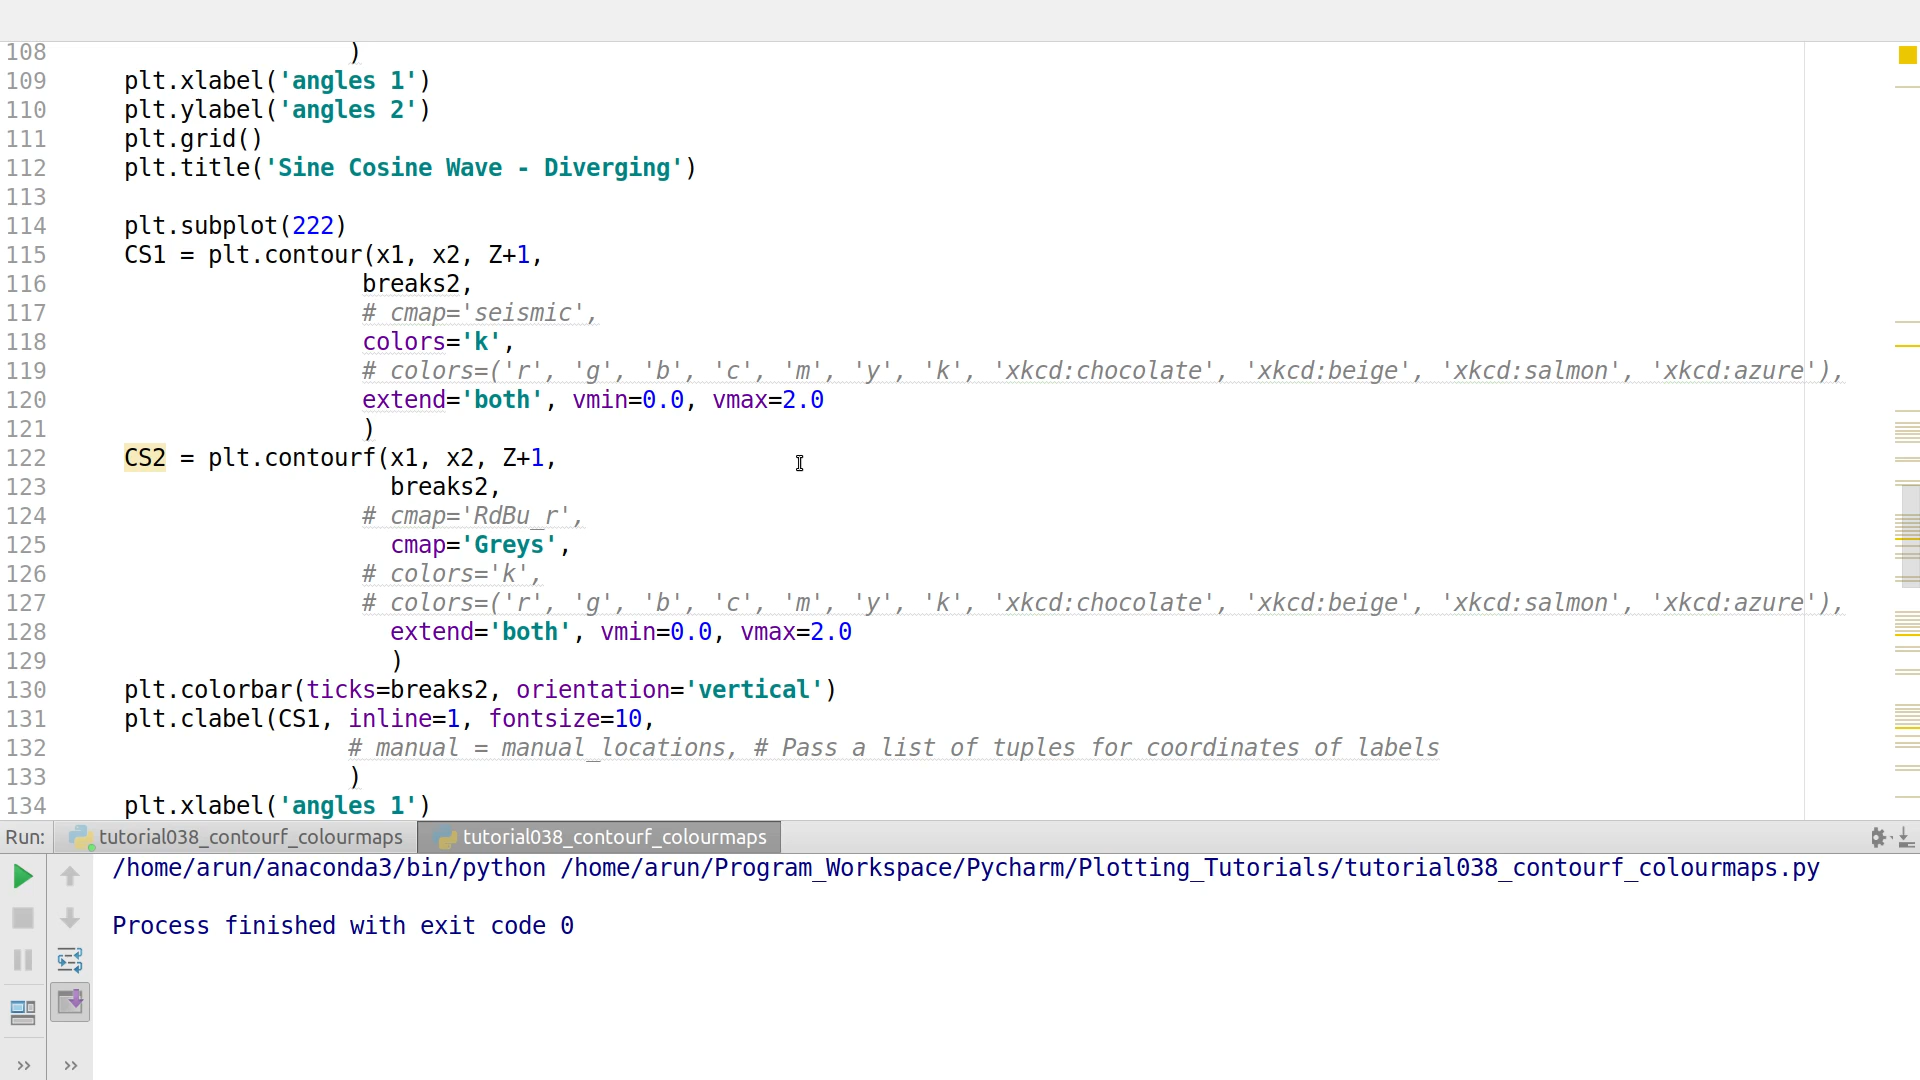 108                      )
109     plt.xlabel('angles 1')
110     plt.ylabel('angles 2')
111     plt.grid()
112     plt.title('Sine Cosine Wave - Diverging')
113
114     plt.subplot(222)
115     CS1 = plt.contour(x1, x2, Z+1,
116                      breaks2,
117                      # cmap='seismic',
118                      colors='k',
119                      # colors=('r', 'g', 'b', 'c', 'm', 'y', 'k', 'xkcd:chocolate', 'xkcd:beige', 'xkcd:salmon', 'xkcd:azure'),
120                      extend='both', vmin=0.0, vmax=2.0
121                      )
122     CS2 = plt.contourf(x1, x2, Z+1,
123                        breaks2,
124                      # cmap='RdBu_r',
125                        cmap='Greys',
126                      # colors='k',
127                      # colors=('r', 'g', 'b', 'c', 'm', 'y', 'k', 'xkcd:chocolate', 'xkcd:beige', 'xkcd:salmon', 'xkcd:azure'),
128                        extend='both', vmin=0.0, vmax=2.0
129                        )
130     plt.colorbar(ticks=breaks2, orientation='vertical')
131     plt.clabel(CS1, inline=1, fontsize=10,
132                     # manual = manual_locations, # Pass a list of tuples for coordinates of labels
133                     )
134     plt.xlabel('angles 1')
Run: tutorial038_contourf_colourmaps tutorial038_contourf_colourmaps
/home/arun/anaconda3/bin/python /home/arun/Program_Workspace/Pycharm/Plotting_Tutorials/tutorial038_contourf_colourmaps.py
Process finished with exit code 0